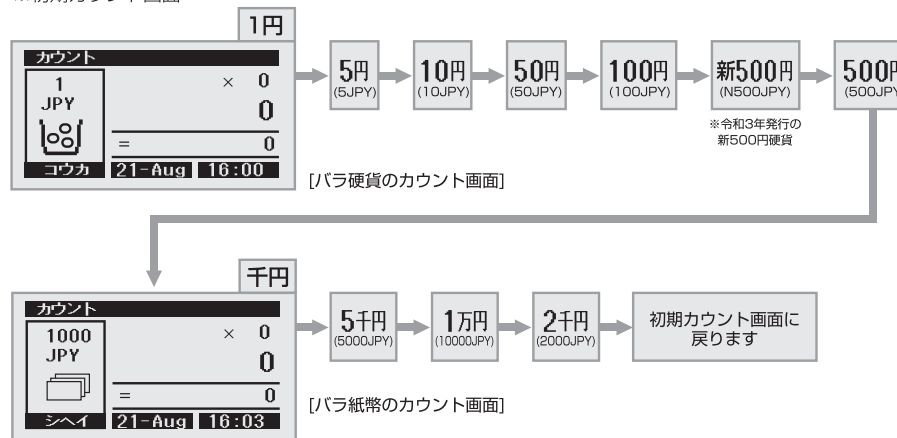 1円
カウント
1
JPY
× 0
0
= 0
コウカ 21-Aug 16:00
[バラ硬貨のカウント画面]
5円
(5JPY)
10円
(10JPY)
50円
(50JPY)
100円
(100JPY)
新500円
(N500JPY)
※令和3年発行の
新500円硬貨
500円
(500JPY
千円
カウント
1000
JPY
× 0
0
= 0
シヘイ 21-Aug 16:03
[バラ紙幣のカウント画面]
5千円
(5000JPY)
1万円
(10000JPY)
2千円
(2000JPY)
初期カウント画面に
戻ります